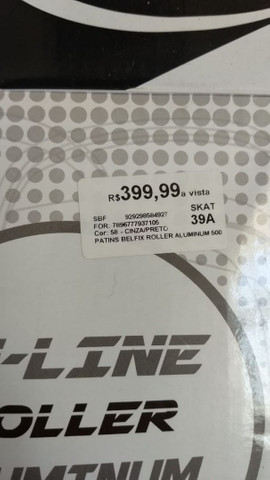 R$399,99 a vista
SBF 929298584927 SKAT
FOR: 7896777937105 39A
Cor: 58 - CINZA/PRETO
PATINS BELFIX ROLLER ALUMINUM 500
-LINE
OLLER
UMINUM